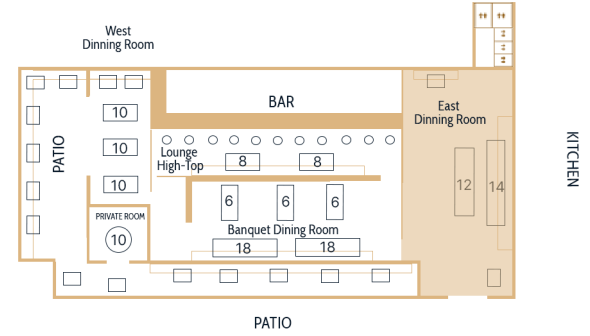 West
Dinning Room
BAR
East
Dinning Room
PATIO
KITCHEN
10
10
10
Lounge
High-Top
8
8
12
14
6
6
6
PRIVATE ROOM
10
Banquet Dining Room
18
18
PATIO